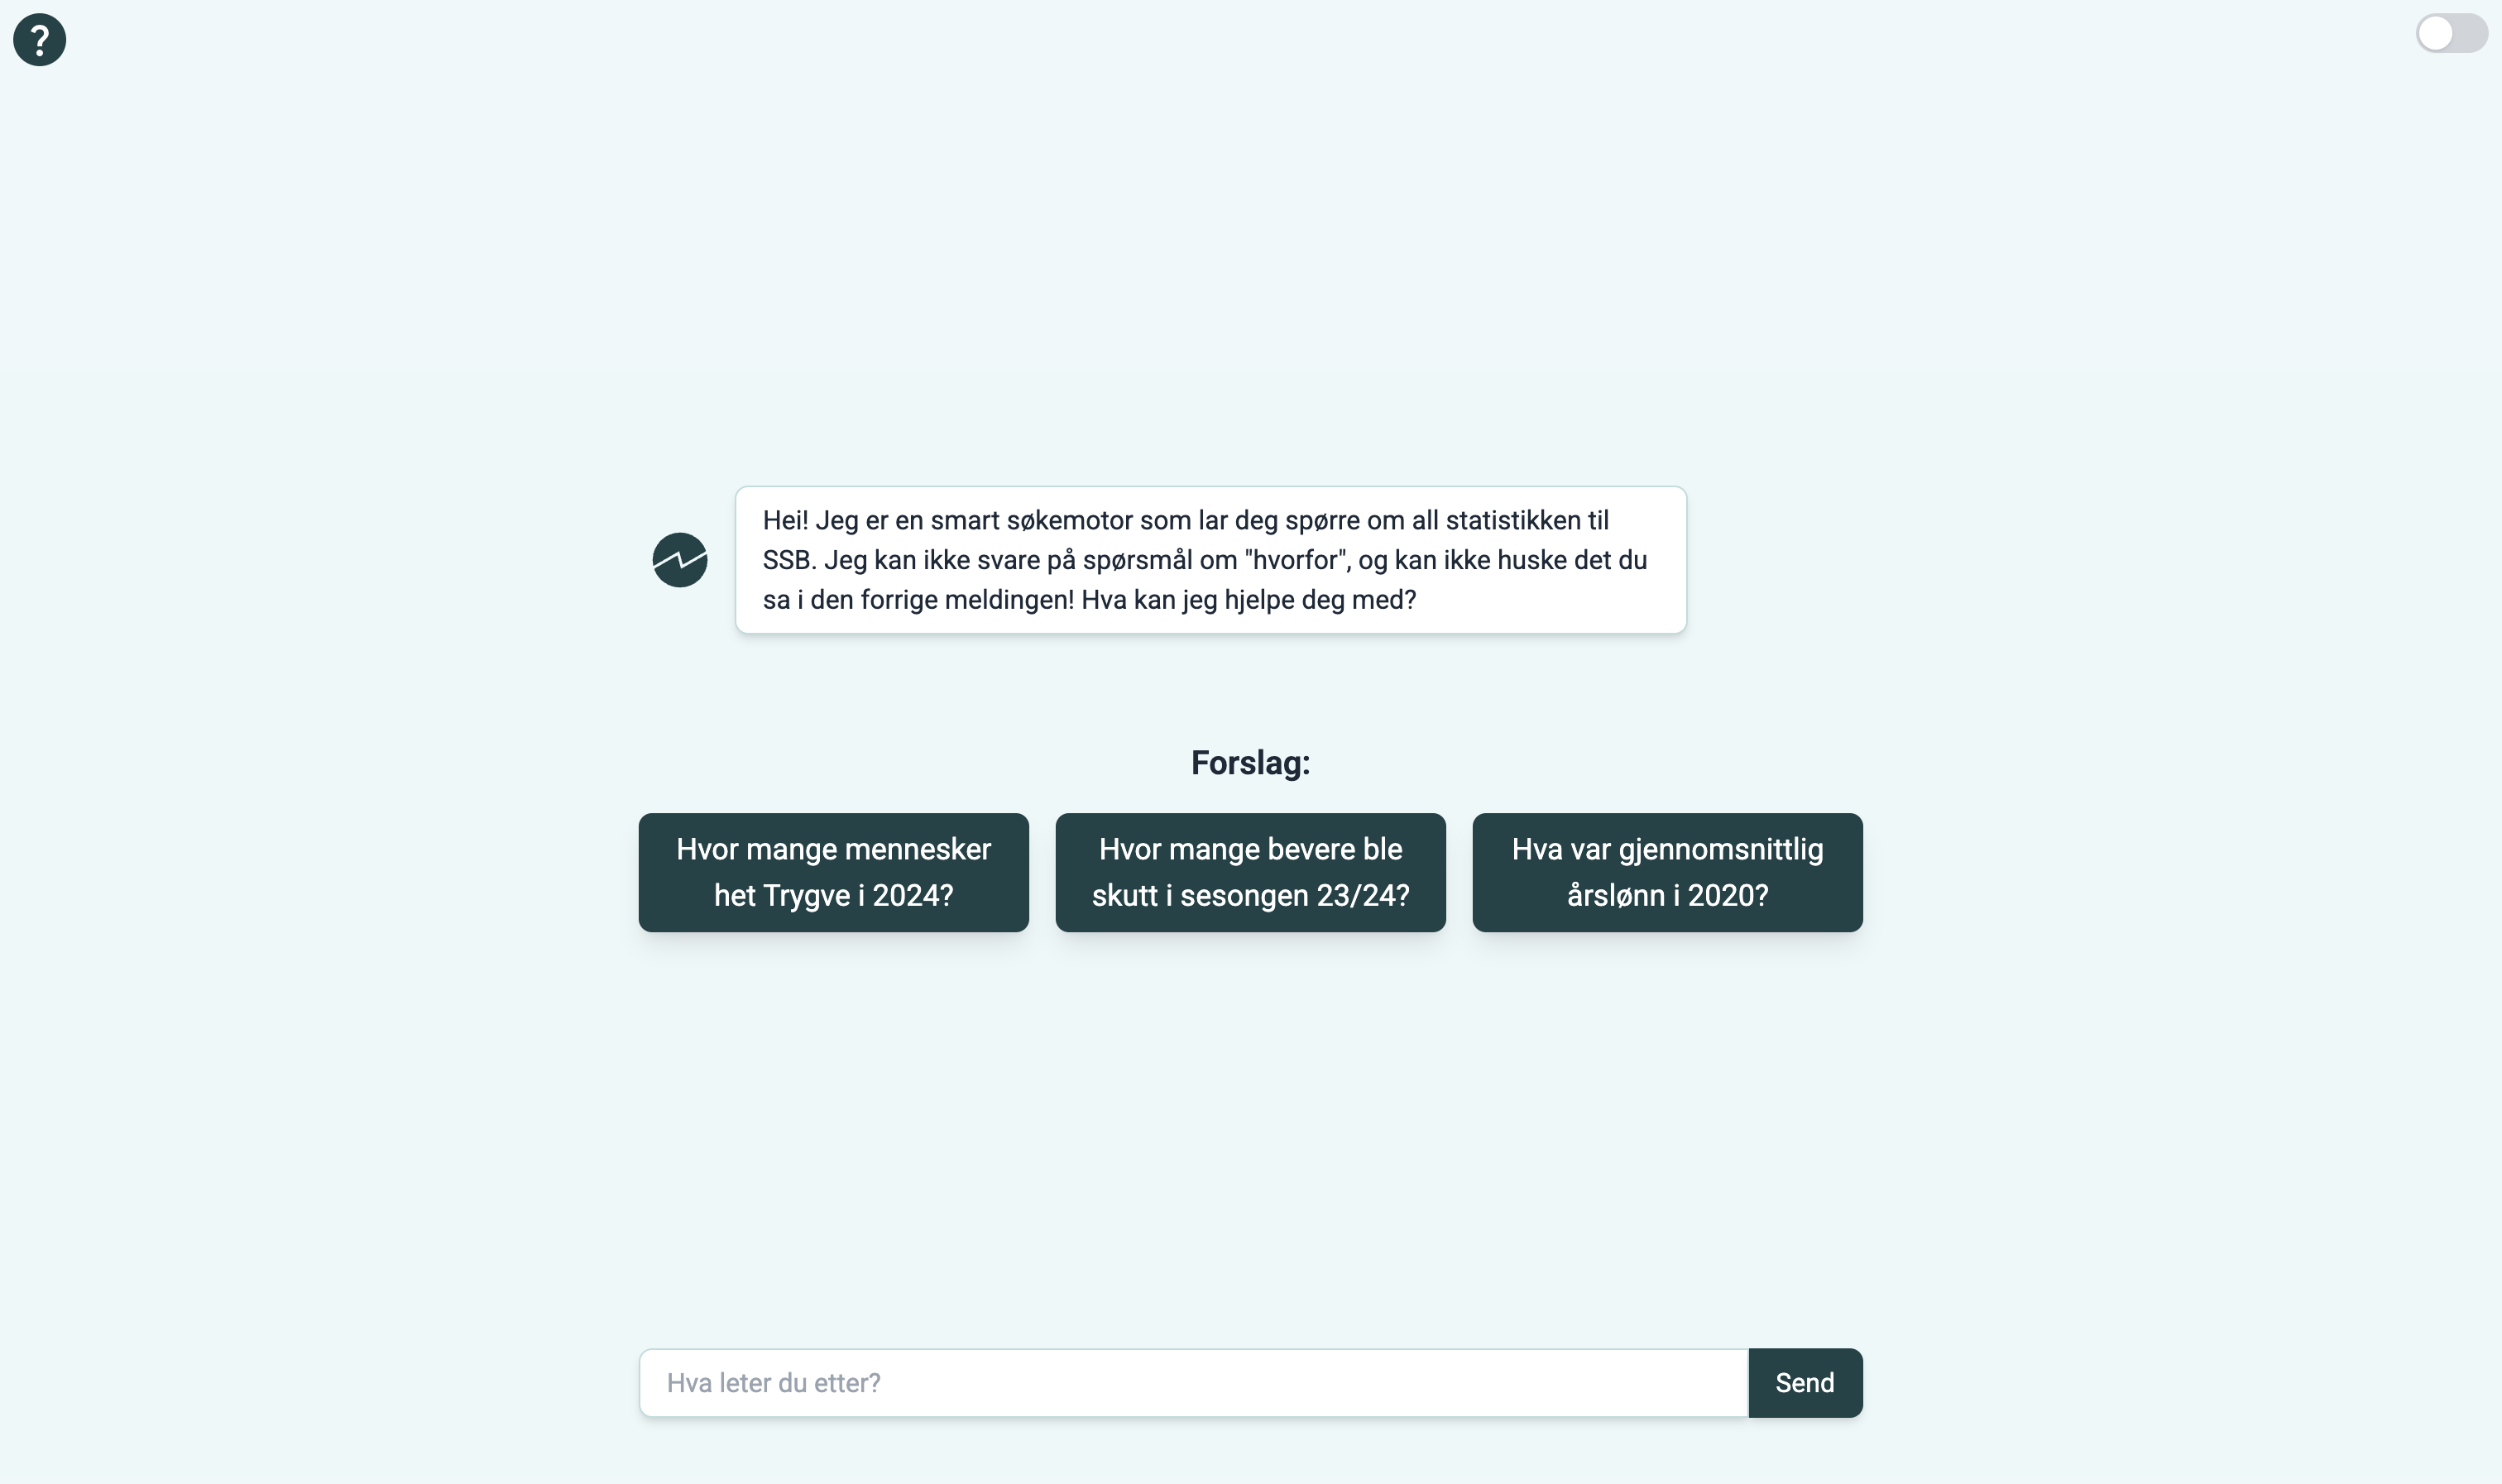 ?
Hei! Jeg er en smart søkemotor som lar deg spørre om all statistikken til
SSB. Jeg kan ikke svare på spørsmål om "hvorfor", og kan ikke huske det du
sa i den forrige meldingen! Hva kan jeg hjelpe deg med?
Forslag:
Hvor mange mennesker
het Trygve i 2024?
Hvor mange bevere ble
skutt i sesongen 23/24?
Hva var gjennomsnittlig
årslønn i 2020?
Hva leter du etter?
Send